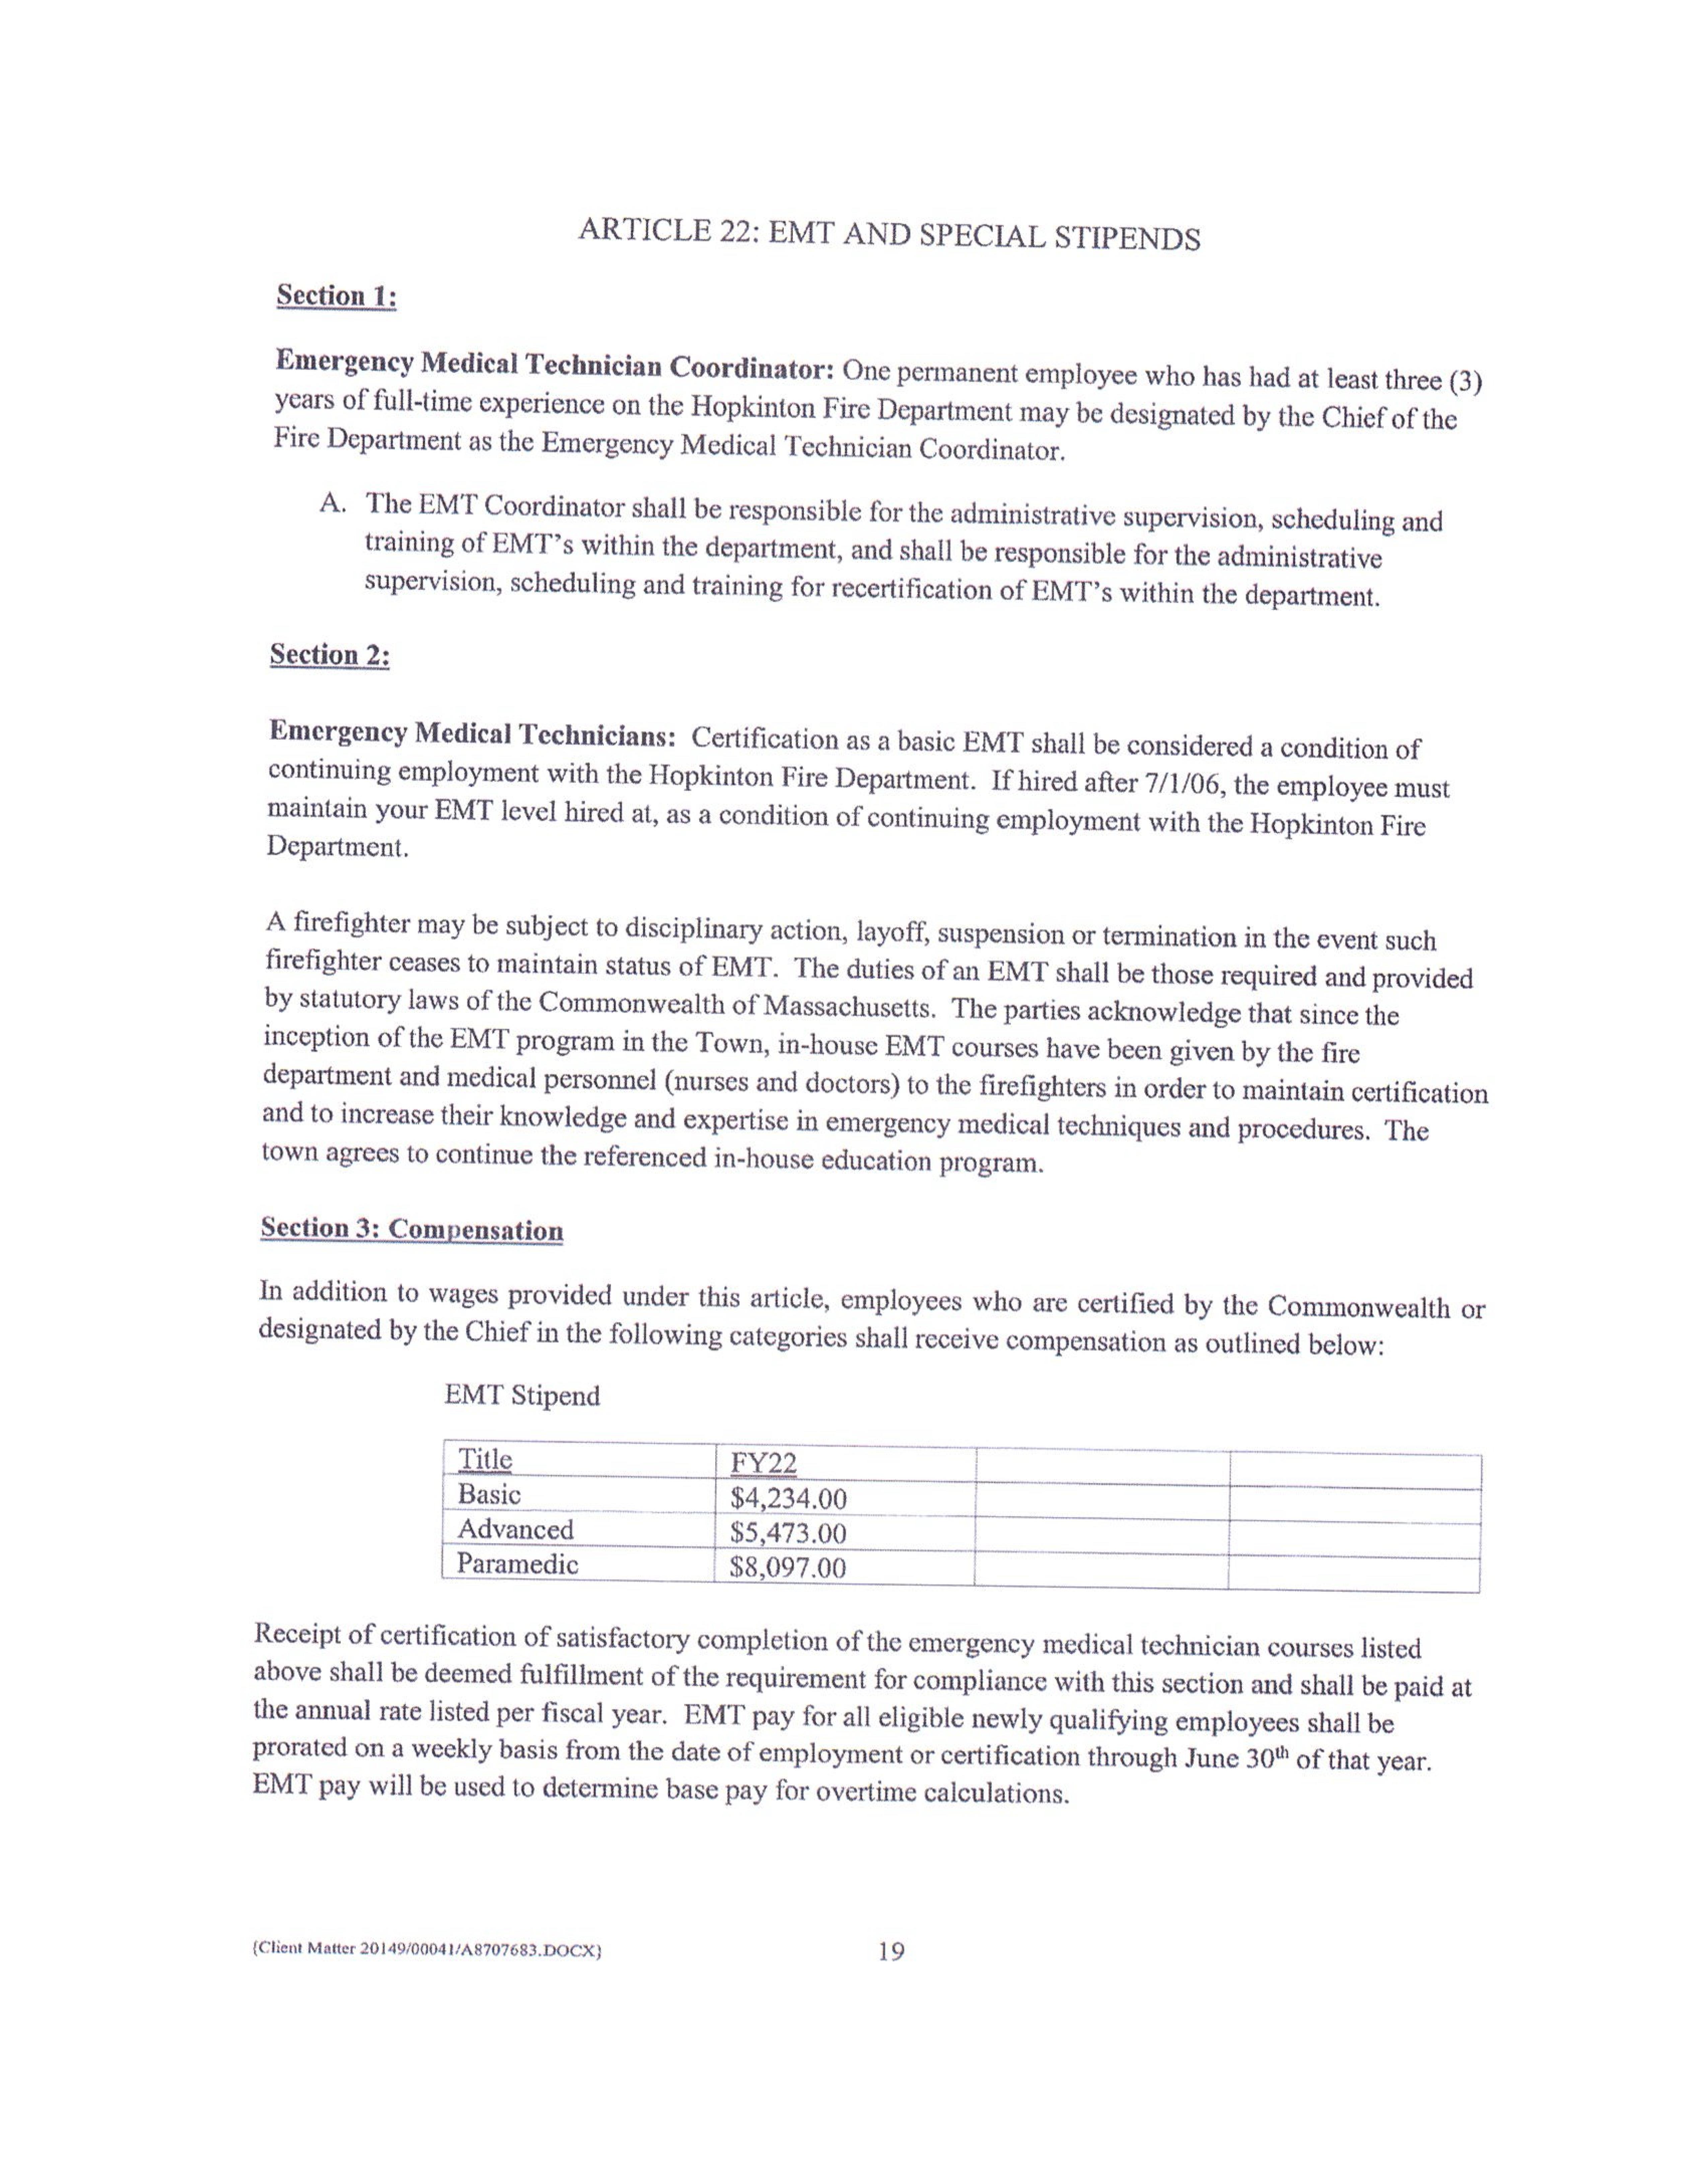 ARTICLE 22: EMT AND SPECIAL STIPENDS
Section 1:
Emergency Medical Technician Coordinator: One permanent employee who has had at least three (3)
years of full-time experience on the Hopkinton Fire Department may be designated by the Chief of the
Fire Department as the Emergency Medical Technician Coordinator.
A. The EMT Coordinator shall be responsible for the administrative supervision, scheduling and
training of EMT's within the department, and shall be responsible for the administrative
supervision, scheduling and training for recertification of EMT's within the department.
Section 2:
Emergency Medical Technicians: Certification as a basic EMT shall be considered a condition of
continuing employment with the Hopkinton Fire Department. If hired after 7/1/06, the employee must
maintain your EMT level hired at, as a condition of continuing employment with the Hopkinton Fire
Department.
A firefighter may be subject to disciplinary action, layoff, suspension or termination in the event such
firefighter ceases to maintain status of EMT. The duties of an EMT shall be those required and provided
by statutory laws of the Commonwealth of Massachusetts. The parties acknowledge that since the
inception of the EMT program in the Town, in-house EMT courses have been given by the fire
department and medical personnel (nurses and doctors) to the firefighters in order to maintain certification
and to increase their knowledge and expertise in emergency medical techniques and procedures. The
town agrees to continue the referenced in-house education program.
Section 3: Compensation
In addition to wages provided under this article, employees who are certified by the Commonwealth or
designated by the Chief in the following categories shall receive compensation as outlined below:
EMT Stipend
Title FY22
Basic $4,234.00
Advanced $5,473.00
Paramedic $8,097.00
Receipt of certification of satisfactory completion of the emergency medical technician courses listed
above shall be deemed fulfillment of the requirement for compliance with this section and shall be paid at
the annual rate listed per fiscal year. EMT pay for all eligible newly qualifying employees shall be
prorated on a weekly basis from the date of employment or certification through June 30th of that year.
EMT pay will be used to determine base pay for overtime calculations.
{Client Matter 20149/00041/A8707683.DOCX} 19